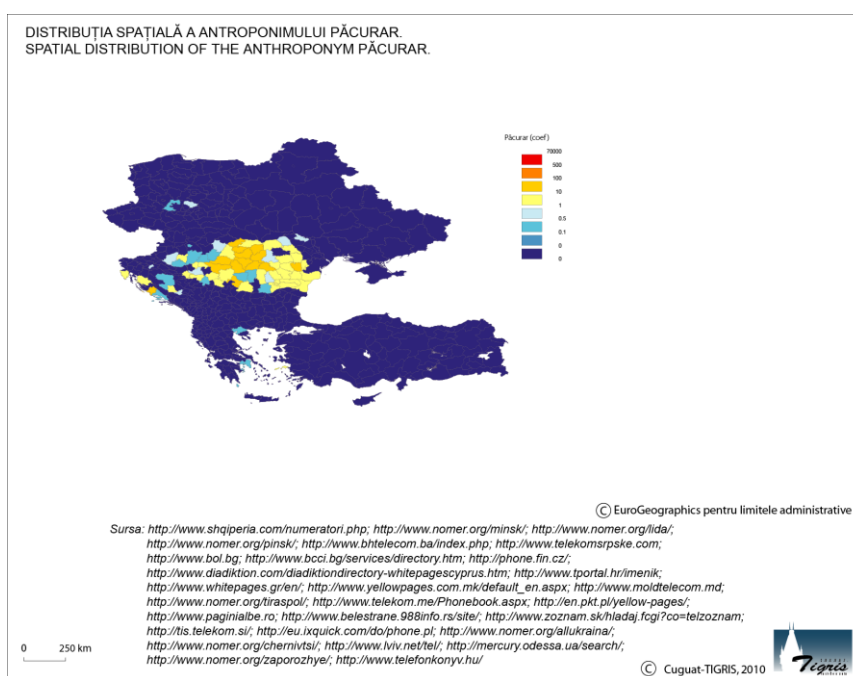 DISTRIBUȚIA SPAȚIALĂ A ANTROPONIMULUI PĂCURAR.
SPATIAL DISTRIBUTION OF THE ANTHROPONYM PĂCURAR.
Păcurar (coef)
70000
500
100
10
1
0.5
0.1
0
0
© EuroGeographics pentru limitele administrative
Sursa: http://www.shqiperia.com/numeratori.php; http://www.nomer.org/minsk/; http://www.nomer.org/lida/;
http://www.nomer.org/pinsk/; http://www.bhtelecom.ba/index.php; http://www.telekomsrpske.com;
http://www.bol.bg; http://www.bcci.bg/services/directory.htm; http://phone.fin.cz/;
http://www.diadiktion.com/diadiktiondirectory-whitepagescyprus.htm; http://www.tportal.hr/imenik;
http://www.whitepages.gr/en/; http://www.yellowpages.com.mk/default_en.aspx; http://www.moldtelecom.md;
http://www.nomer.org/tiraspol/; http://www.telekom.me/Phonebook.aspx; http://en.pkt.pl/yellow-pages/;
http://www.paginialbe.ro; http://www.belestrane.988info.rs/site/; http://www.zoznam.sk/hladaj.fcgi?co=telzoznam;
http://tis.telekom.si/; http://eu.ixquick.com/do/phone.pl; http://www.nomer.org/allukraina/;
http://www.nomer.org/chernivtsi/; http://www.lviv.net/tel/; http://mercury.odessa.ua/search/;
http://www.nomer.org/zaporozhye/; http://www.telefonkonyv.hu/
0 250 km
© Cuguat-TIGRIS, 2010
Tigris